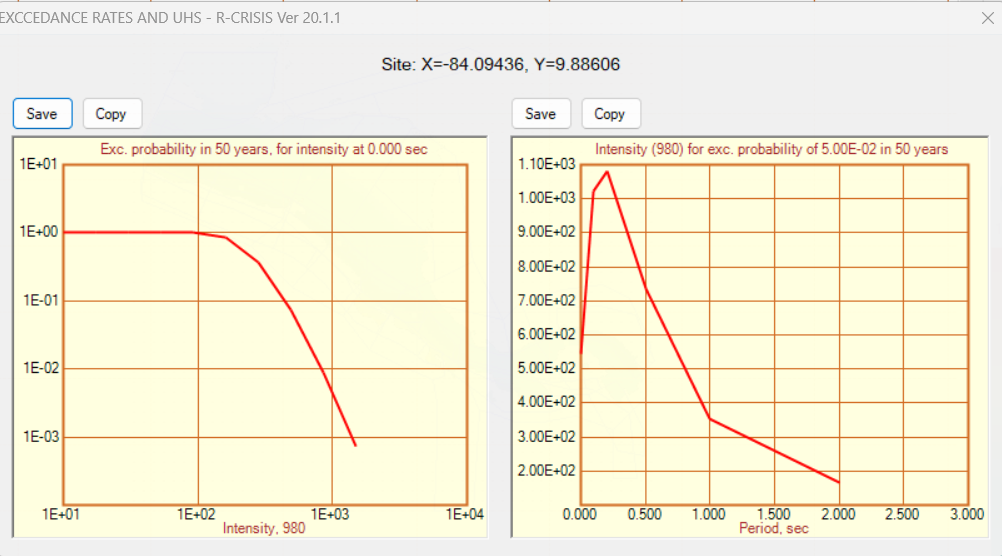 EXCCEDANCE RATES AND UHS - R-CRISIS Ver 20.1.1
Site: X=-84.09436, Y=9.88606
Save Copy
Exc. probability in 50 years, for intensity at 0.000 sec
1E+01
1E+00
1E-01
1E-02
1E-03
1E+01 1E+02 1E+03 1E+04
Intensity, 980
Save Copy
Intensity (980) for exc. probability of 5.00E-02 in 50 years
1.10E+03
1.00E+03
9.00E+02
8.00E+02
7.00E+02
6.00E+02
5.00E+02
4.00E+02
3.00E+02
2.00E+02
0.000 0.500 1.000 1.500 2.000 2.500 3.000
Period, sec